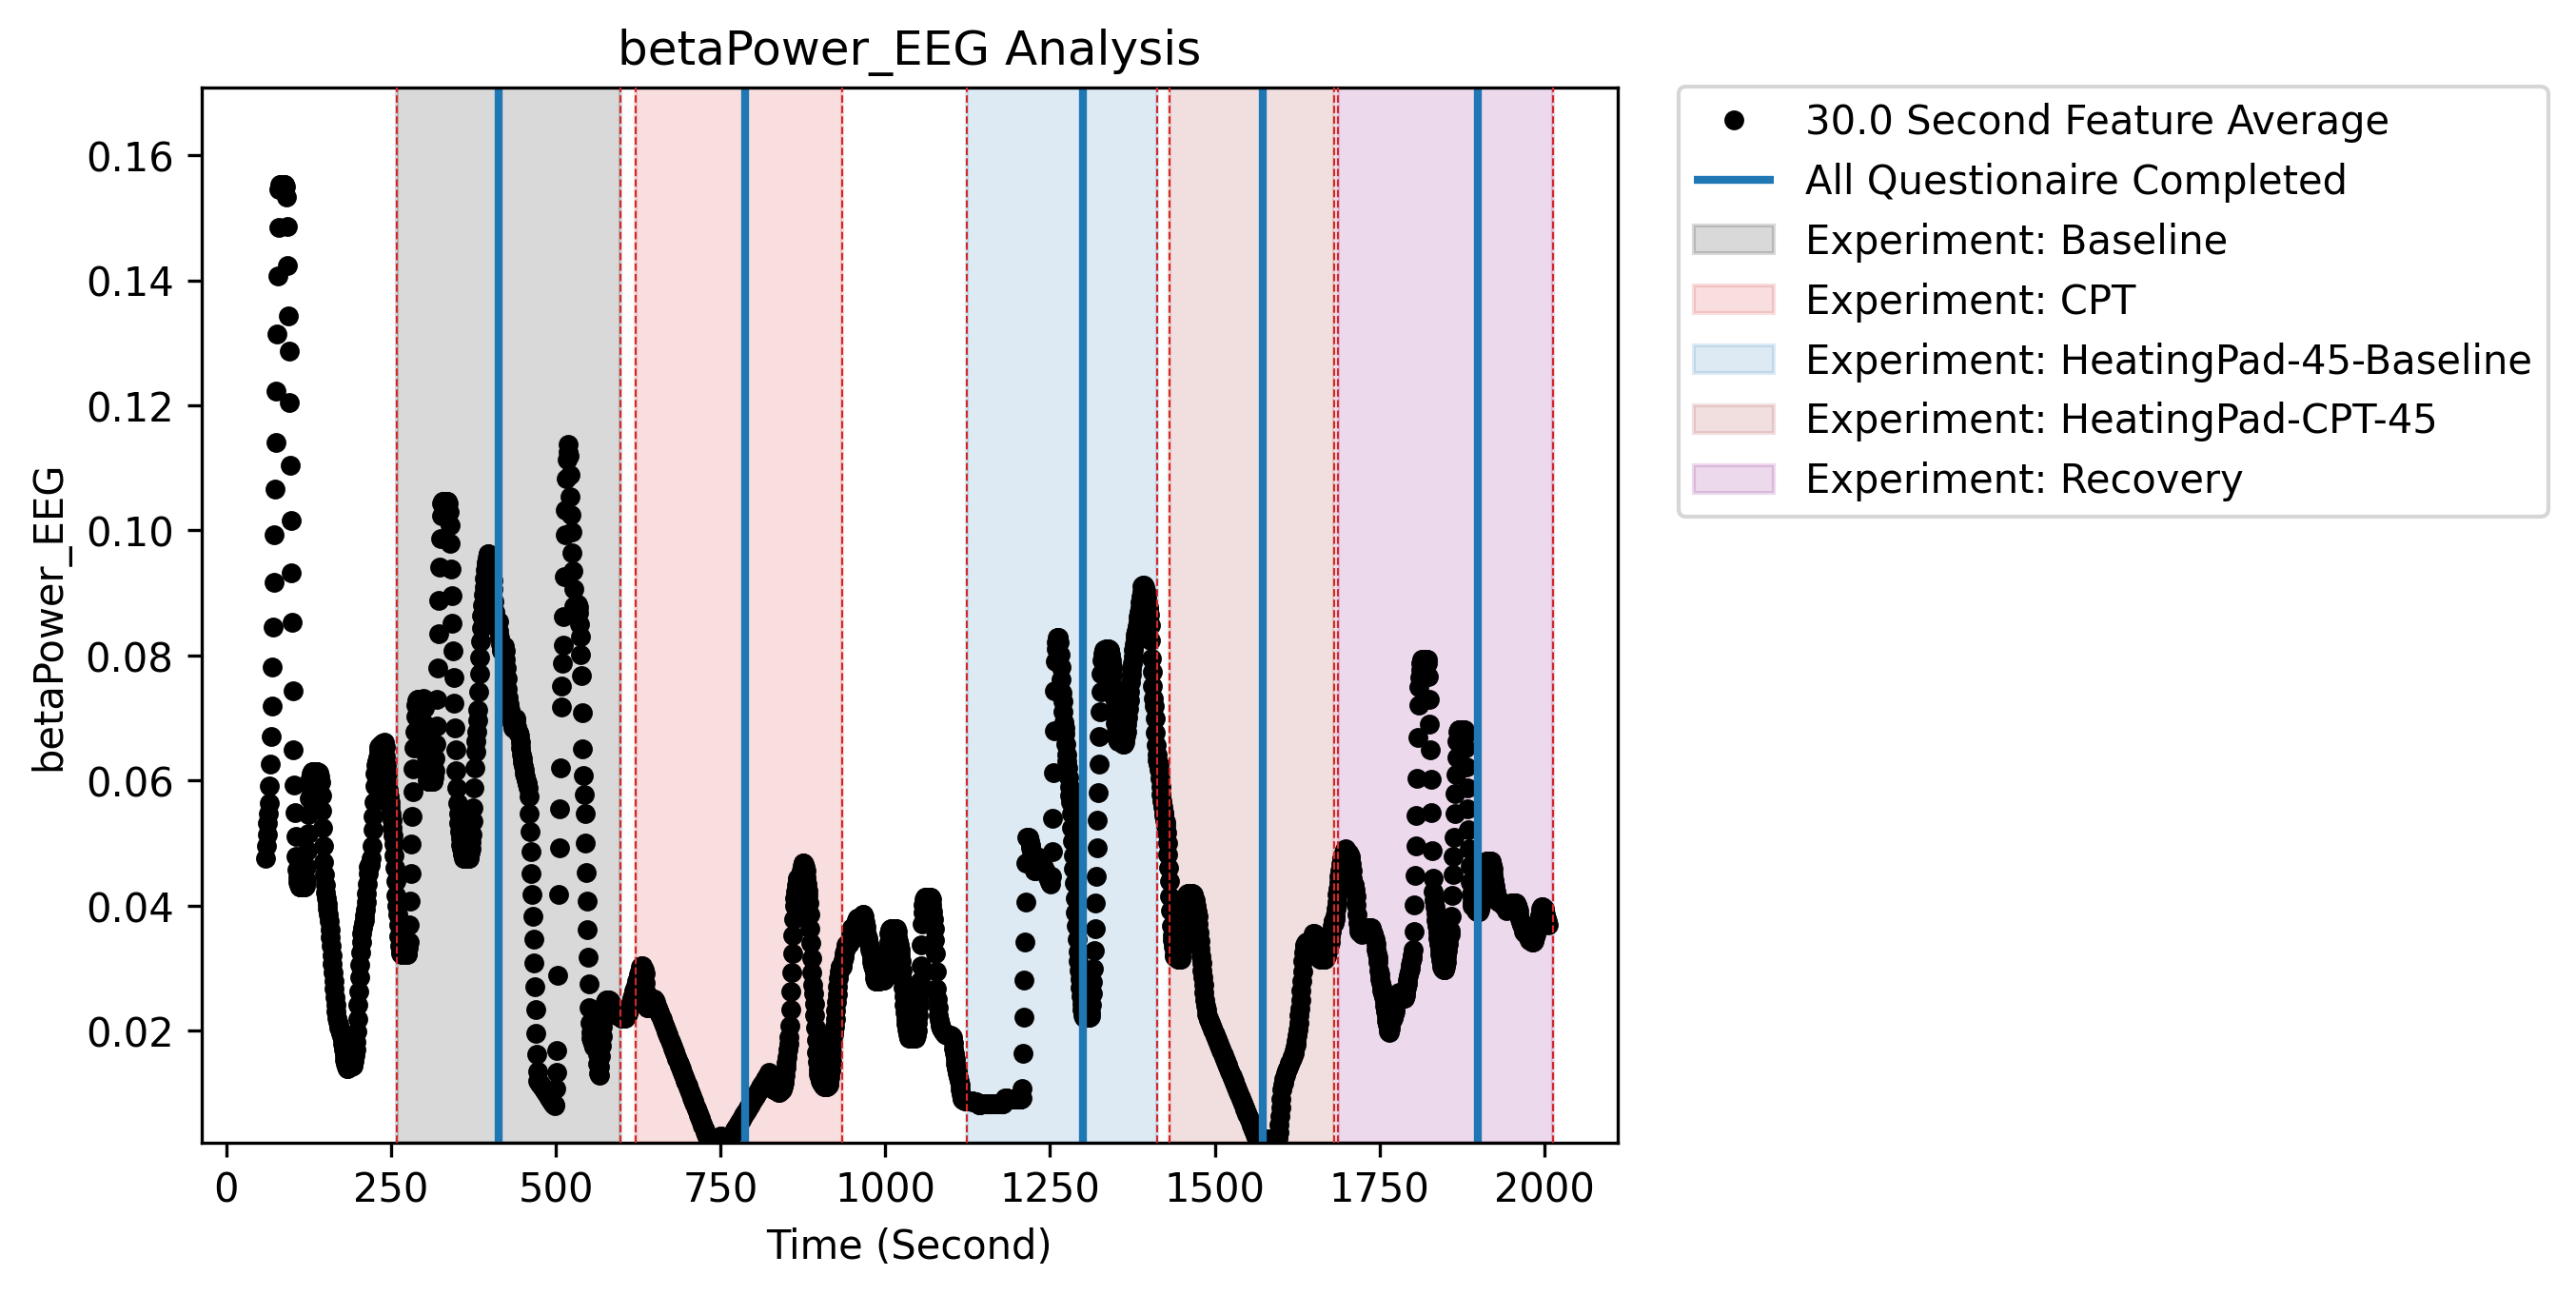 betaPower_EEG Analysis
betaPower_EEG
0.16
0.14
0.12
0.10
0.08
0.06
0.04
0.02
0 250 500 750 1000 1250 1500 1750 2000
Time (Second)
30.0 Second Feature Average
All Questionaire Completed
Experiment: Baseline
Experiment: CPT
Experiment: HeatingPad-45-Baseline
Experiment: HeatingPad-CPT-45
Experiment: Recovery